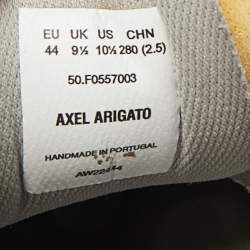 EU UK US CHN
44 9½ 10½ 280 (2.5)
50.F0557003
AXEL ARIGATO
HANDMADE IN PORTUGAL